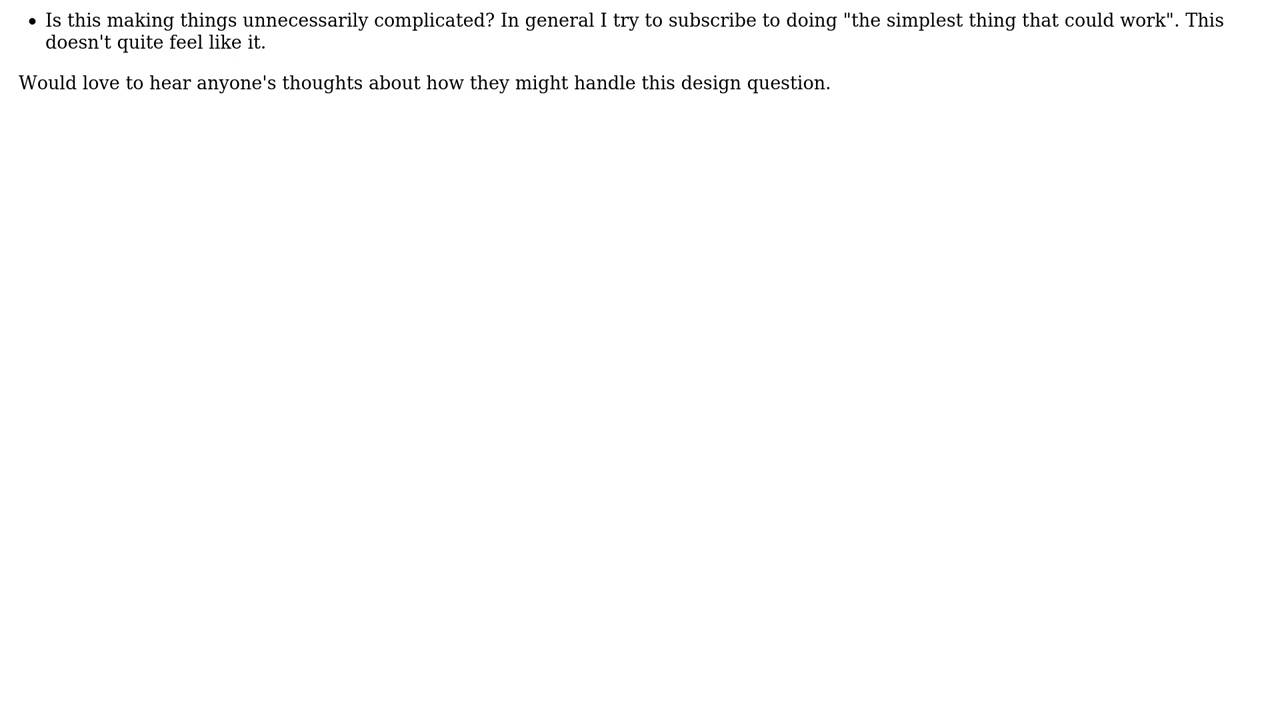 • Is this making things unnecessarily complicated? In general I try to subscribe to doing "the simplest thing that could work". This
doesn't quite feel like it.
Would love to hear anyone's thoughts about how they might handle this design question.